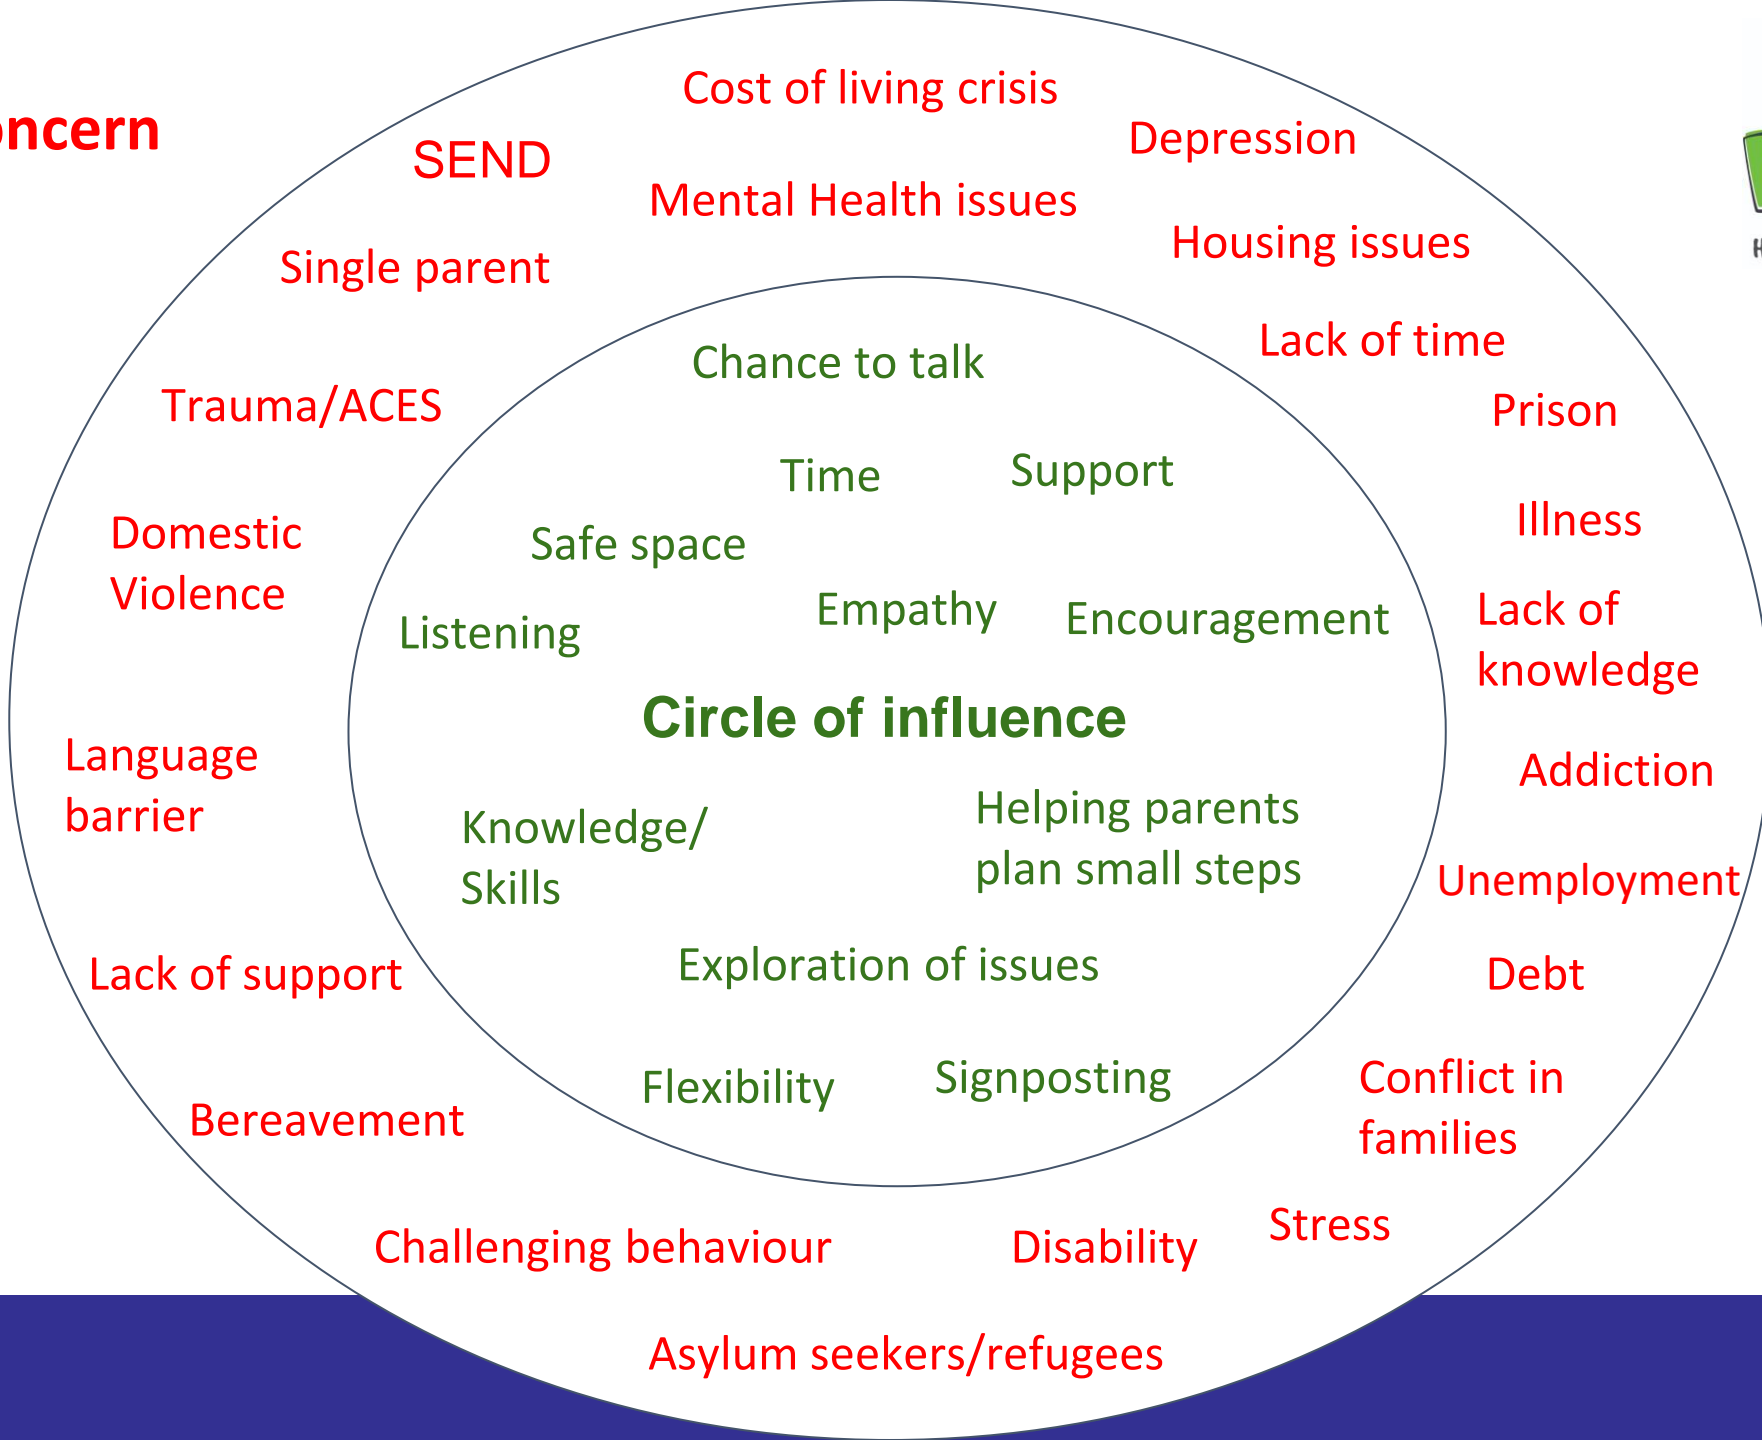 Cost of living crisis
SEND
Depression
Mental Health issues
Single parent
Housing issues
Lack of time
Chance to talk
Trauma/ACES
Prison
Time
Support
Domestic
Violence
Safe space
Illness
Listening
Empathy
Encouragement
Lack of
knowledge
Circle of influence
Language
barrier
Addiction
Knowledge/
Skills
Helping parents
plan small steps
Unemployment
Lack of support
Exploration of issues
Debt
Flexibility
Signposting
Conflict in
families
Bereavement
Challenging behaviour
Disability
Stress
Asylum seekers/refugees